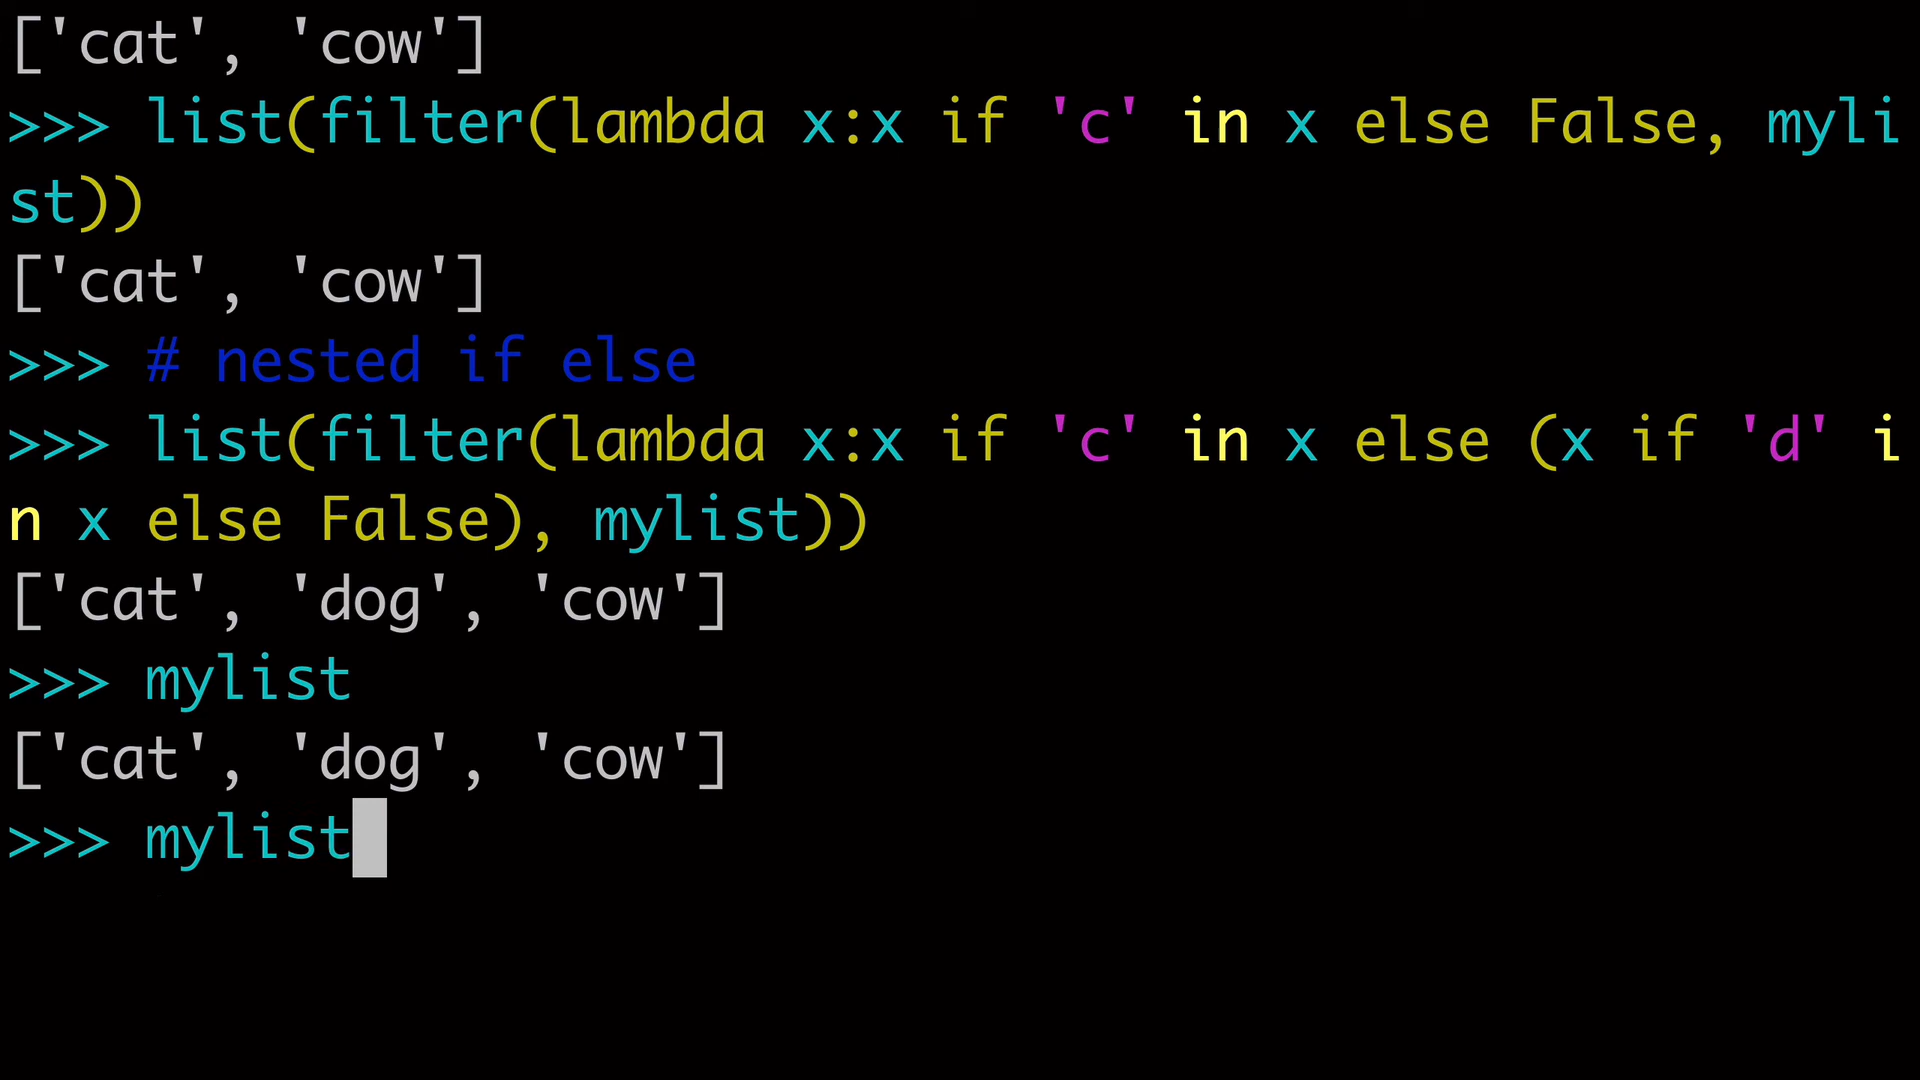 ['cat', 'cow']
>>> list(filter(lambda x:x if 'c' in x else False, myli
st))
['cat', 'cow']
>>> # nested if else
>>> list(filter(lambda x:x if 'c' in x else (x if 'd' i
n x else False), mylist))
['cat', 'dog', 'cow']
>>> mylist
['cat', 'dog', 'cow']
>>> mylist